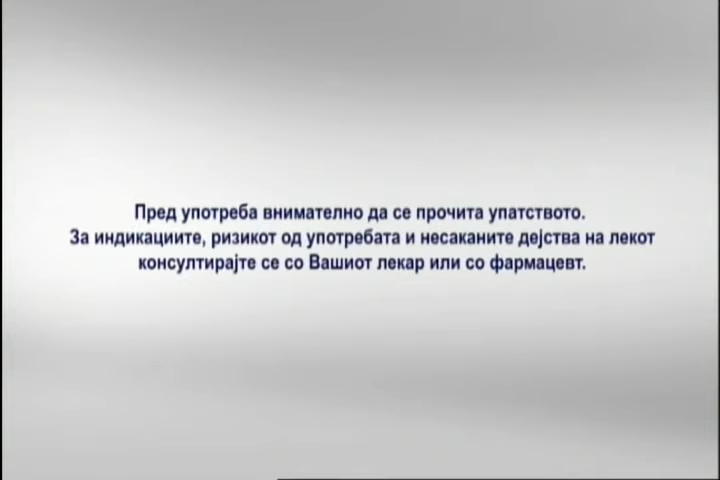 Пред употреба внимателно да се прочита упатството.
За индикациите, ризикот од употребата и несаканите дејства на лекот
консултирајте се со Вашиот лекар или со фармацевт.